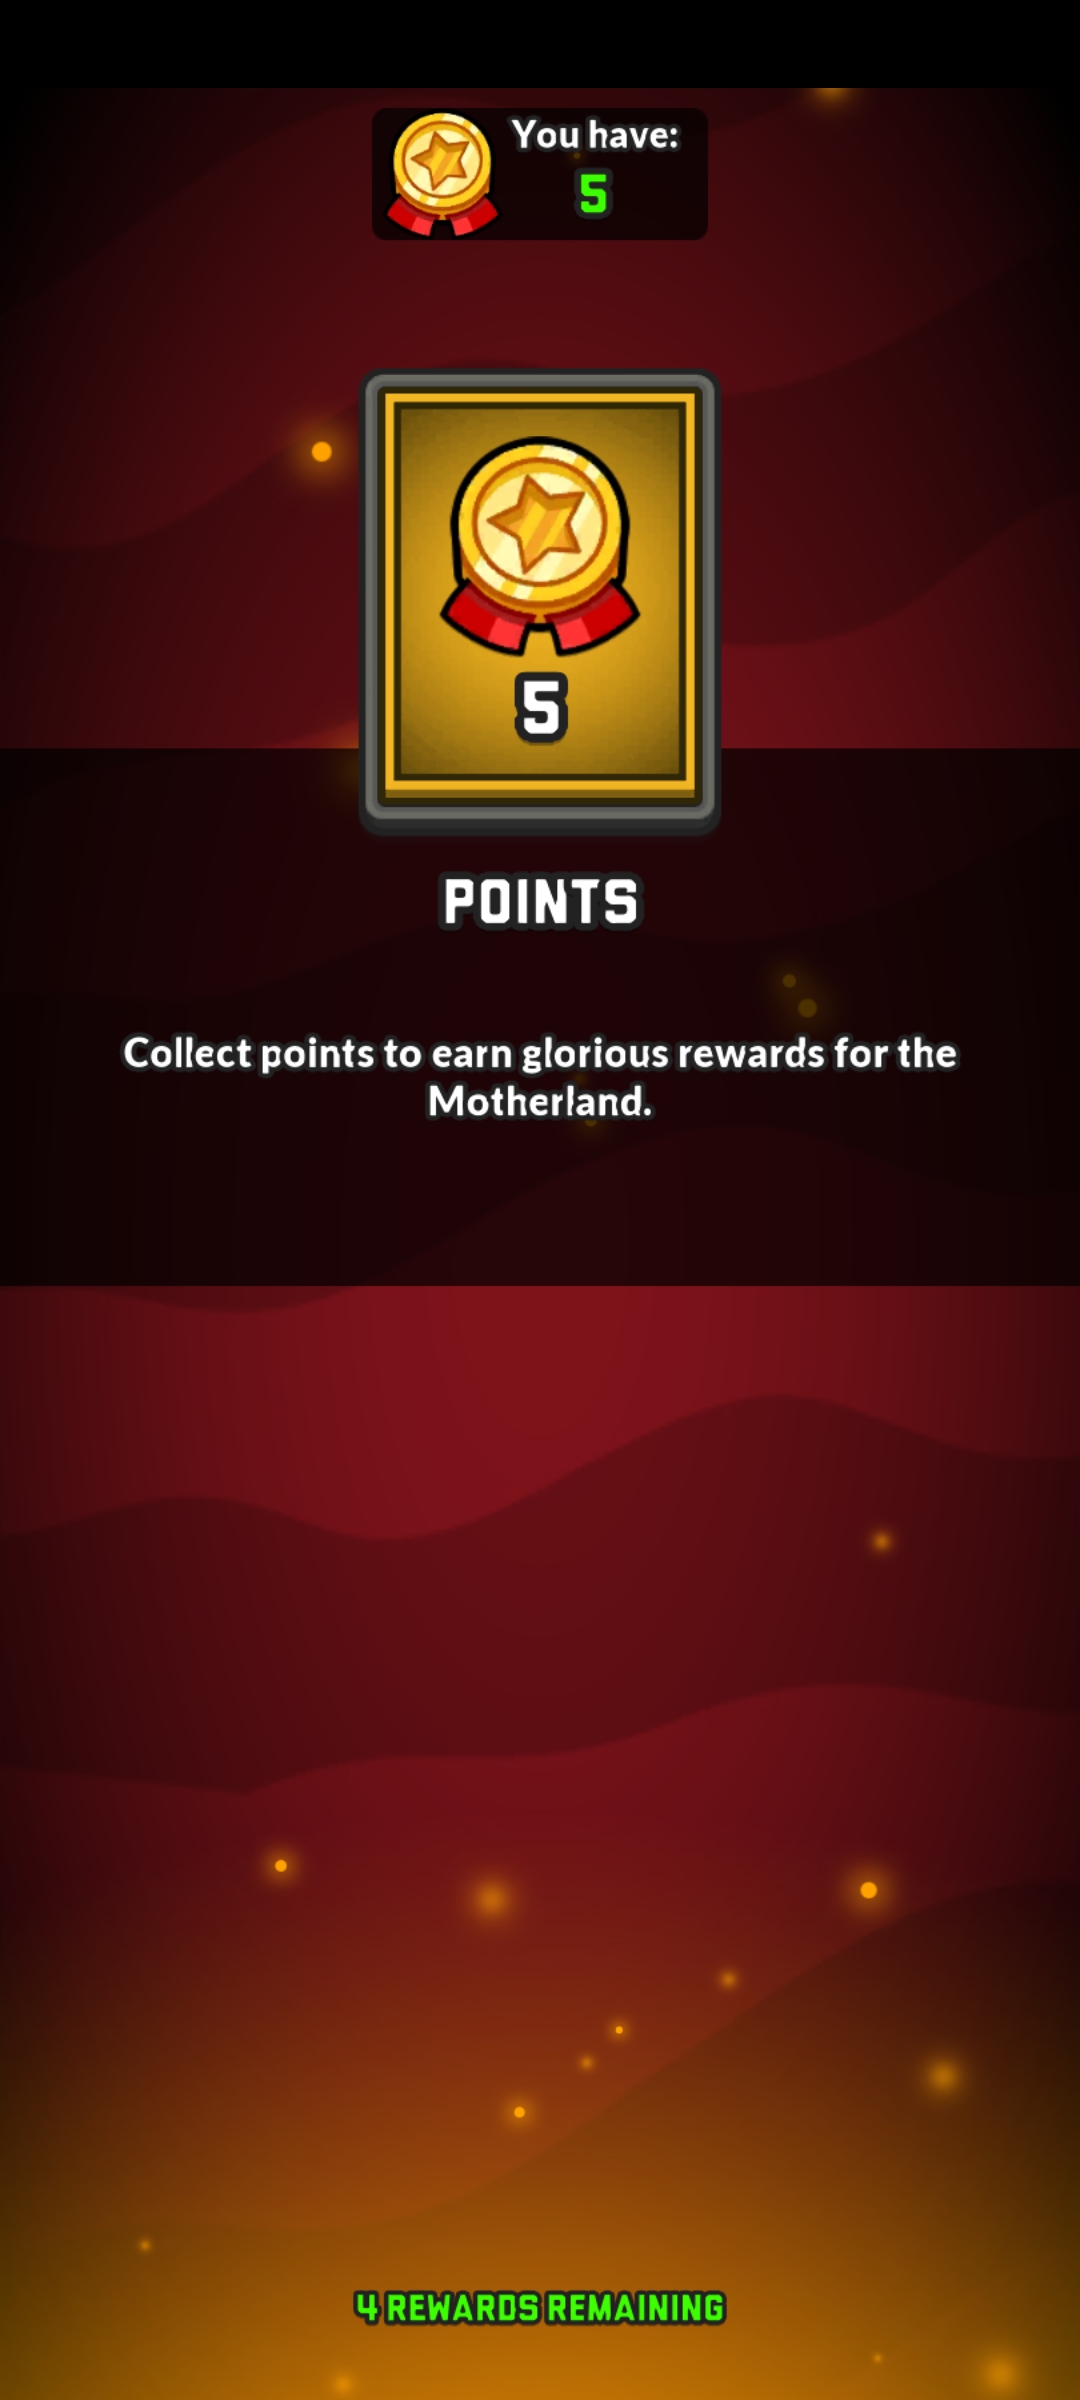 You have:
5
5
POINTS
Collect points to earn glorious rewards for the
Motherland.
4 REWARDS REMAINING